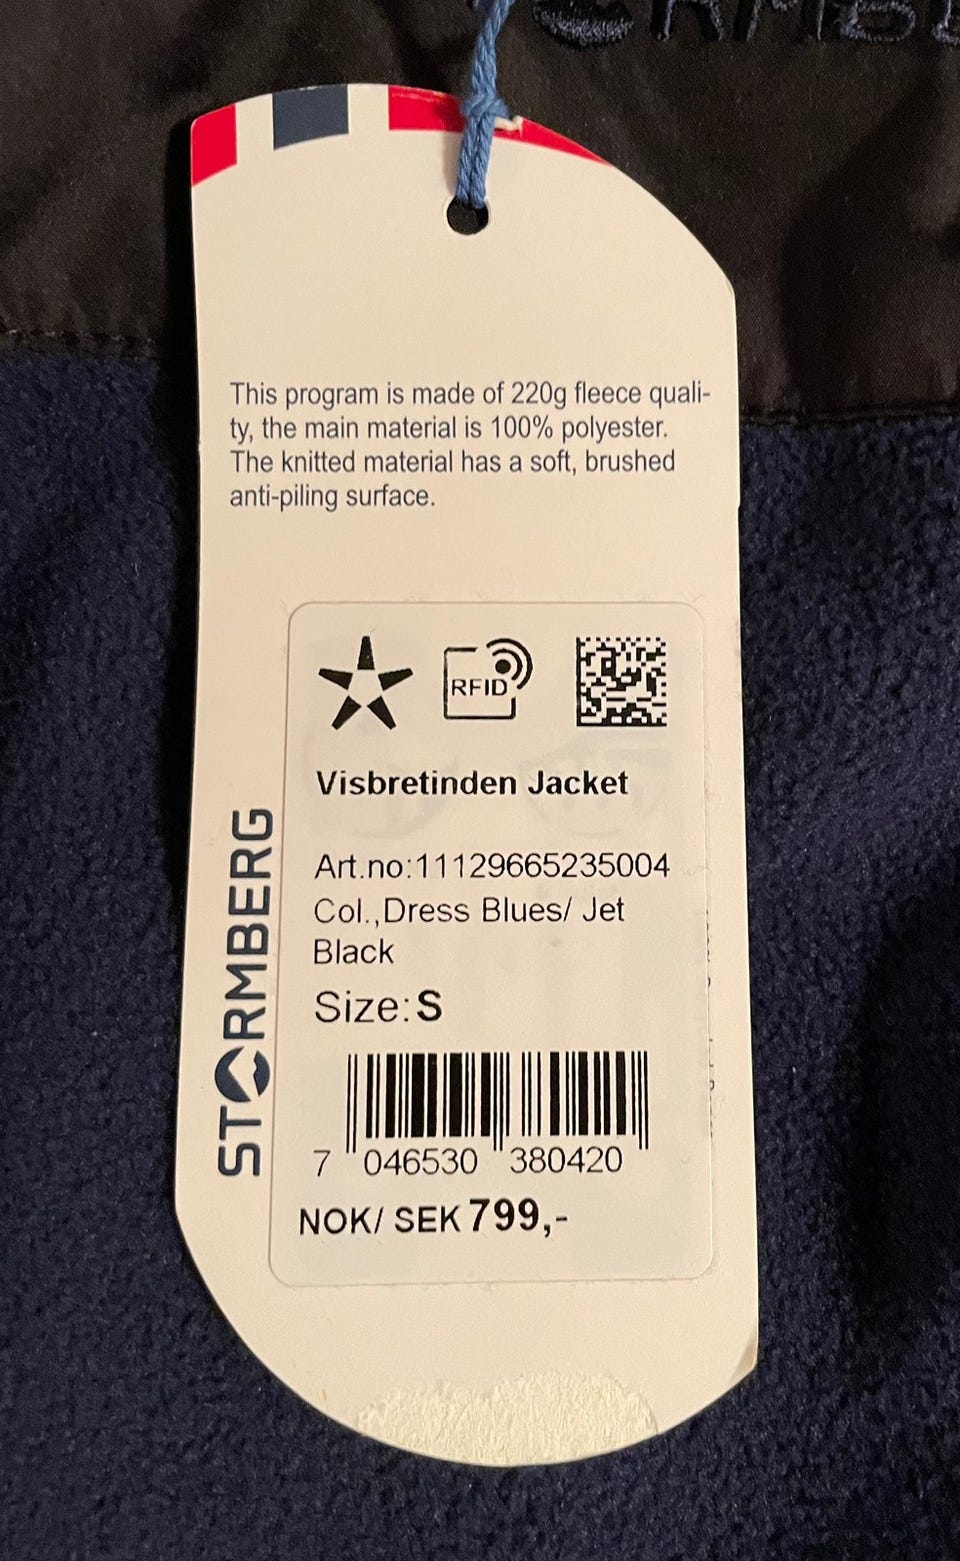 This program is made of 220g fleece quali-
ty, the main material is 100% polyester.
The knitted material has a soft, brushed
anti-piling surface.
RFID
Visbretinden Jacket
Art.no:11129665235004
Col.,Dress Blues/ Jet
Black
Size:S
7 046530 380420
NOK/ SEK 799,-
STORMBERG